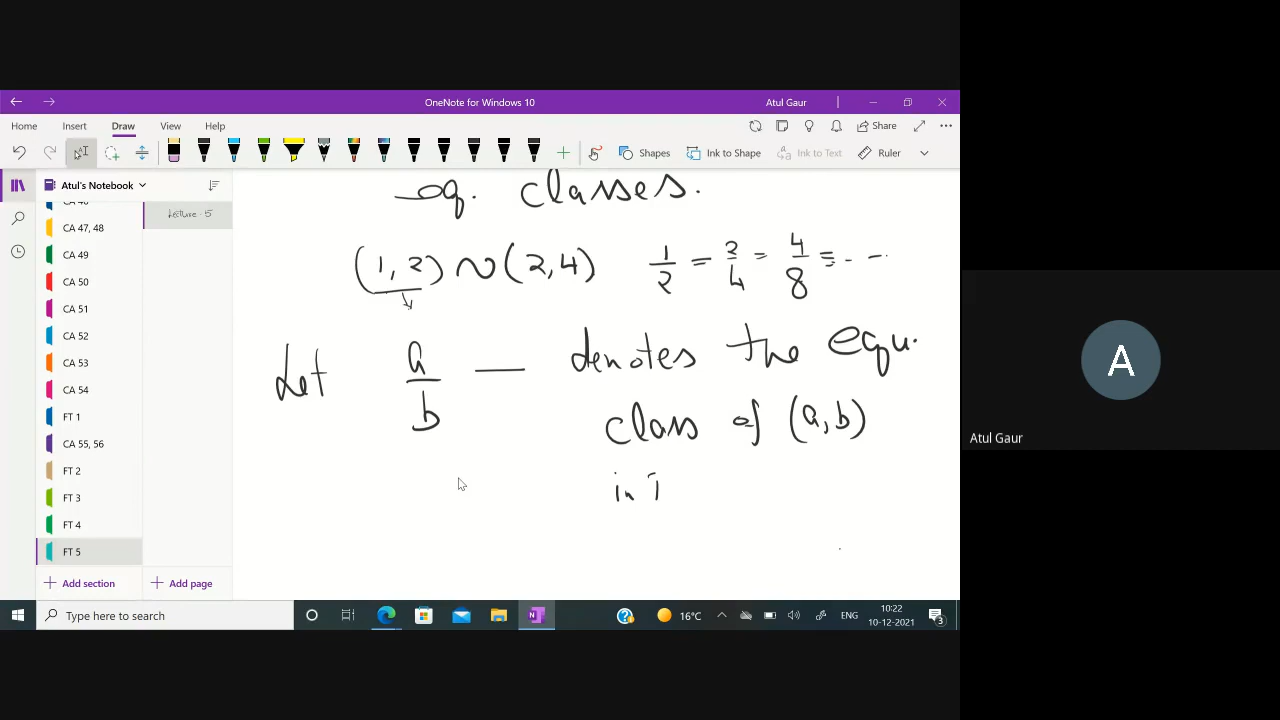 OneNote for Windows 10
Atul Gaur
Home Insert Draw View Help
Share
Shapes Ink to Shape Ink to Text Ruler
Atul's Notebook
CA 47, 48
CA 49
CA 50
CA 51
CA 52
CA 53
CA 54
FT 1
CA 55, 56
FT 2
FT 3
FT 4
FT 5
Add section
Lecture - 5
Add page
eq. classes.
(1, 2) ~ (2, 4) 1/2 = 2/4 = 4/8 = - - -
Let a/b — denotes the equ.
class of (a, b)
in
Atul Gaur
Type here to search
16°C
ENG
10:22
10-12-2021
3
A